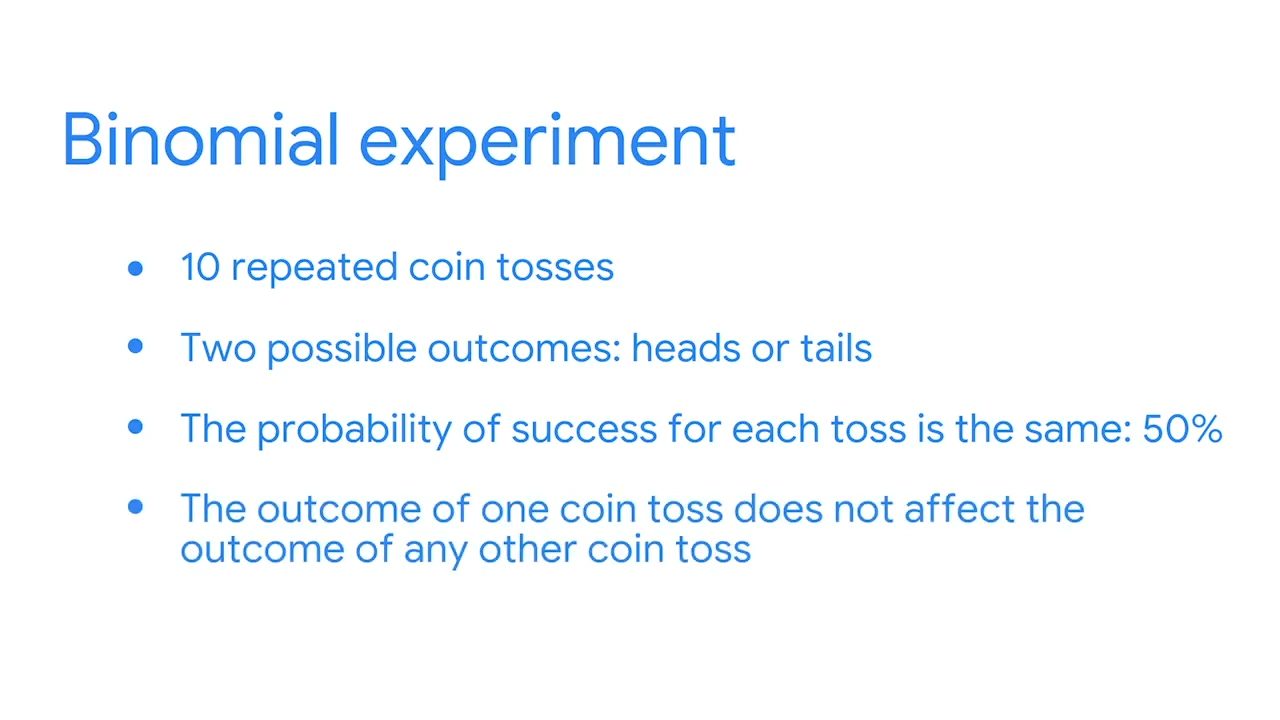 Binomial experiment
• 10 repeated coin tosses
• Two possible outcomes: heads or tails
• The probability of success for each toss is the same: 50%
• The outcome of one coin toss does not affect the
outcome of any other coin toss